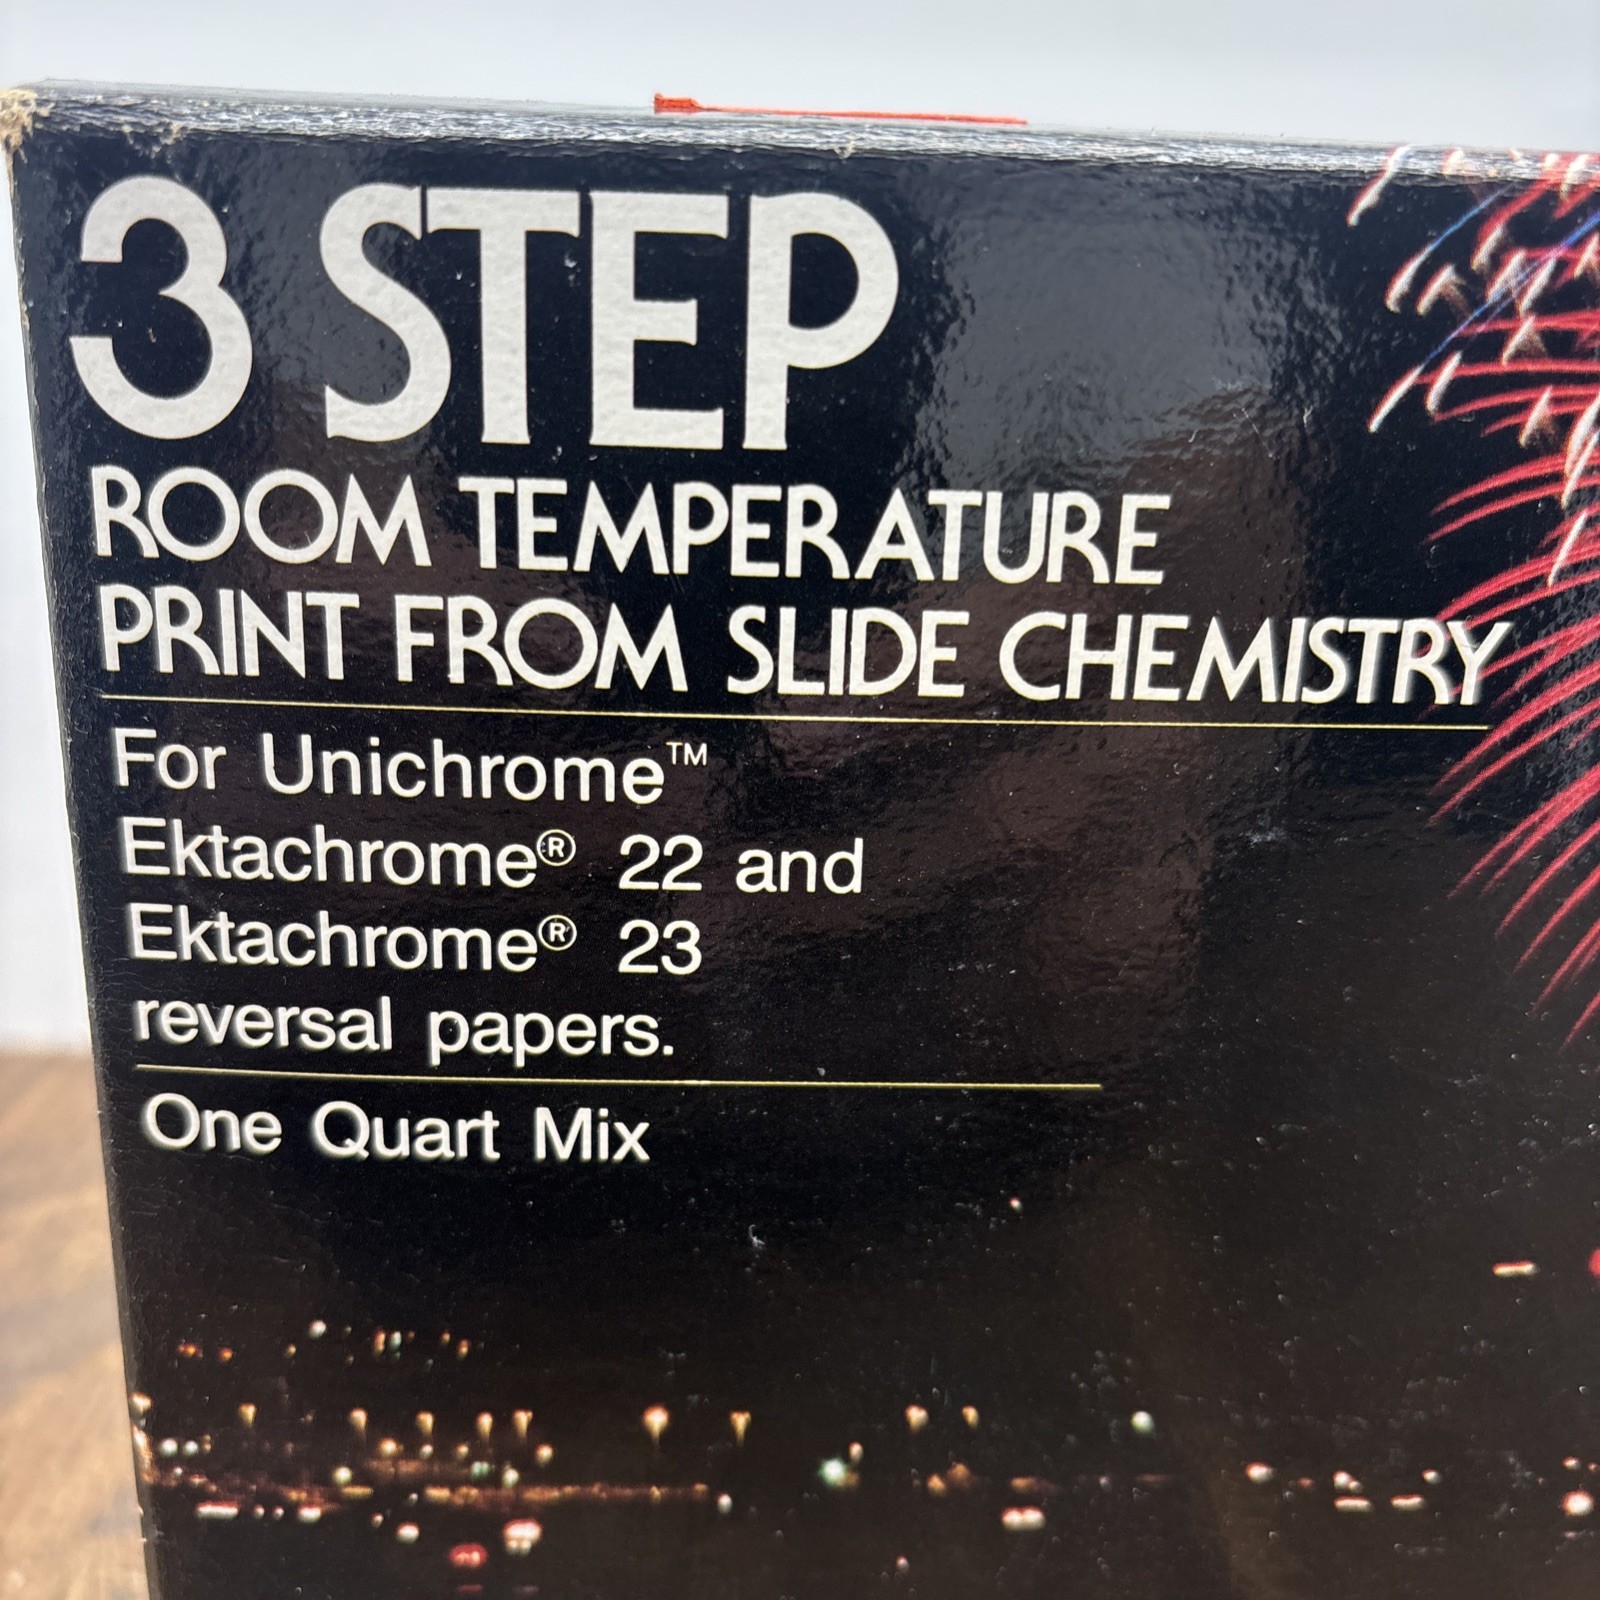 3 STEP
ROOM TEMPERATURE
PRINT FROM SLIDE CHEMISTRY
For Unichrome™
Ektachrome® 22 and
Ektachrome® 23
reversal papers.
One Quart Mix